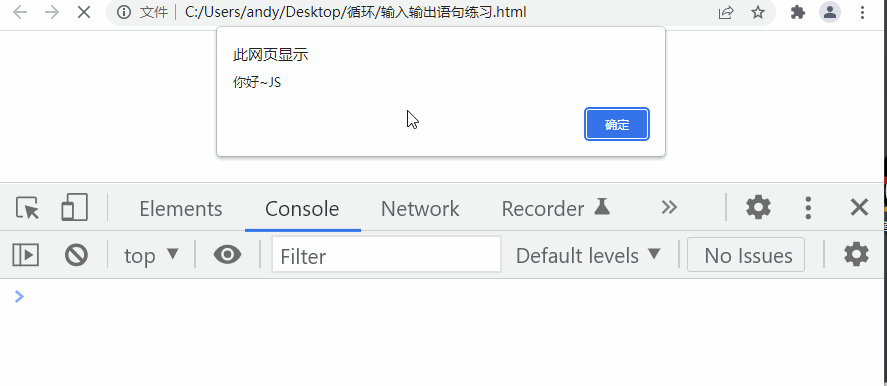 文件 C:/Users/andy/Desktop/循环/输入输出语句练习.html
此网页显示
你好~JS
确定
Elements Console Network Recorder
top Filter Default levels No Issues